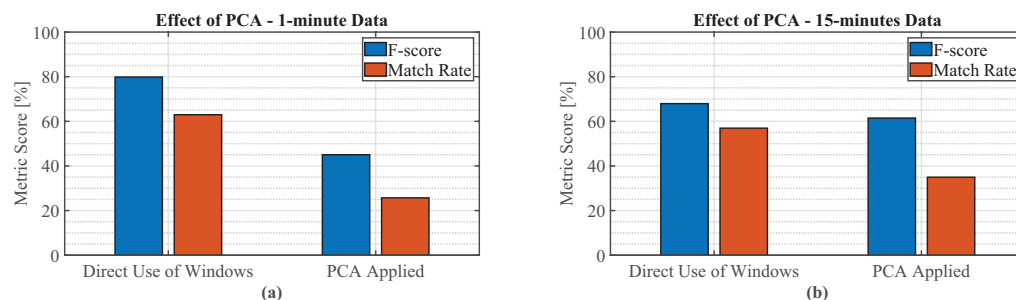 Effect of PCA - 1-minute Data
100
80
60
40
20
0
Metric Score [%]
F-score
Match Rate
Direct Use of Windows
PCA Applied
(a)
Effect of PCA - 15-minutes Data
100
80
60
40
20
0
Metric Score [%]
F-score
Match Rate
Direct Use of Windows
PCA Applied
(b)